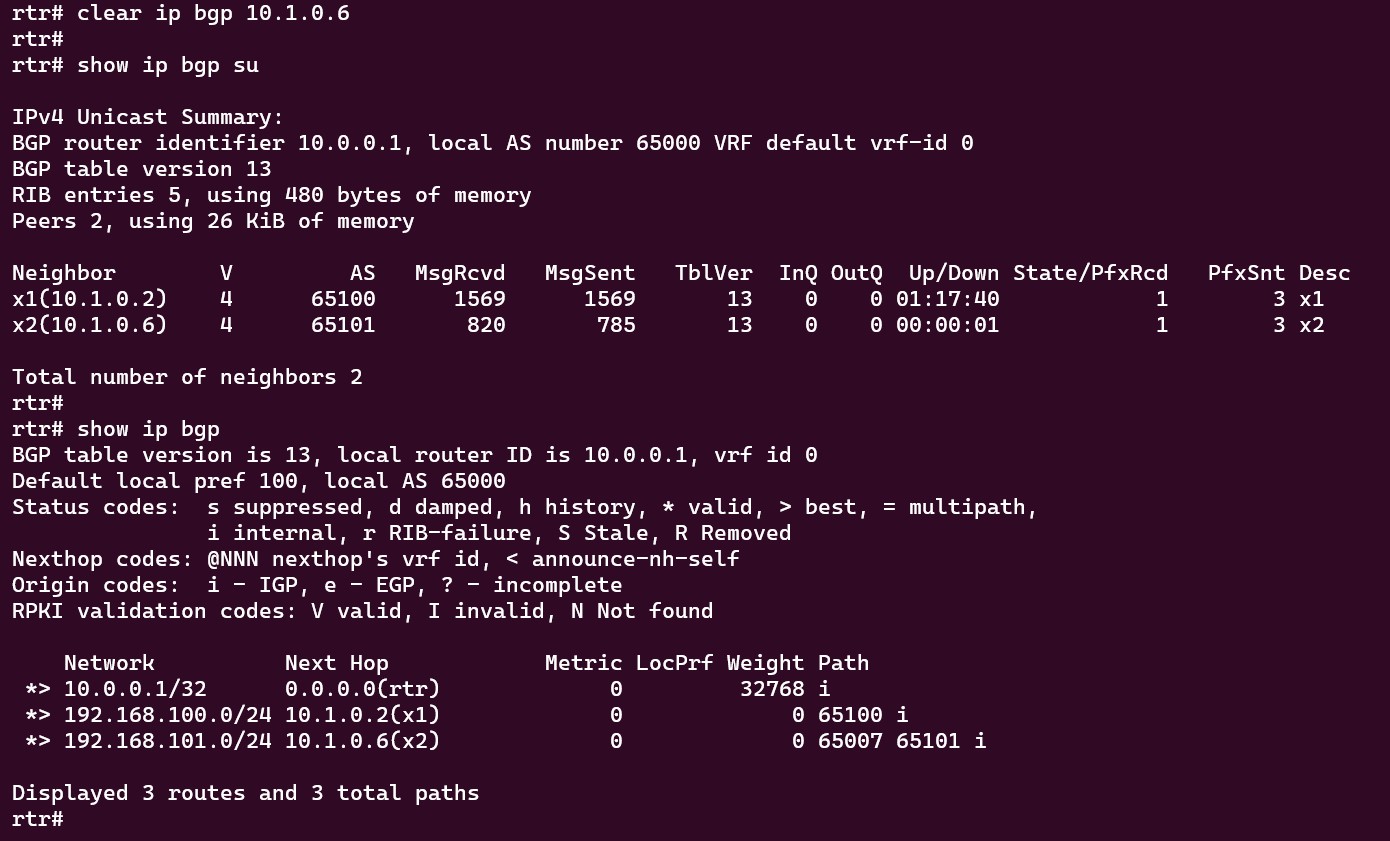 rtr# clear ip bgp 10.1.0.6
rtr#
rtr# show ip bgp su

IPv4 Unicast Summary:
BGP router identifier 10.0.0.1, local AS number 65000 VRF default vrf-id 0
BGP table version 13
RIB entries 5, using 480 bytes of memory
Peers 2, using 26 KiB of memory

Neighbor        V         AS   MsgRcvd   MsgSent   TblVer  InQ OutQ  Up/Down State/PfxRcd   PfxSnt Desc
x1(10.1.0.2)    4      65100      1569      1569       13    0    0 01:17:40            1        3 x1
x2(10.1.0.6)    4      65101       820       785       13    0    0 00:00:01            1        3 x2

Total number of neighbors 2
rtr#
rtr# show ip bgp
BGP table version is 13, local router ID is 10.0.0.1, vrf id 0
Default local pref 100, local AS 65000
Status codes:  s suppressed, d damped, h history, * valid, > best, = multipath,
               i internal, r RIB-failure, S Stale, R Removed
Nexthop codes: @NNN nexthop's vrf id, < announce-nh-self
Origin codes:  i - IGP, e - EGP, ? - incomplete
RPKI validation codes: V valid, I invalid, N Not found

    Network          Next Hop            Metric LocPrf Weight Path
 *> 10.0.0.1/32      0.0.0.0(rtr)             0         32768 i
 *> 192.168.100.0/24 10.1.0.2(x1)             0             0 65100 i
 *> 192.168.101.0/24 10.1.0.6(x2)             0             0 65007 65101 i

Displayed 3 routes and 3 total paths
rtr#